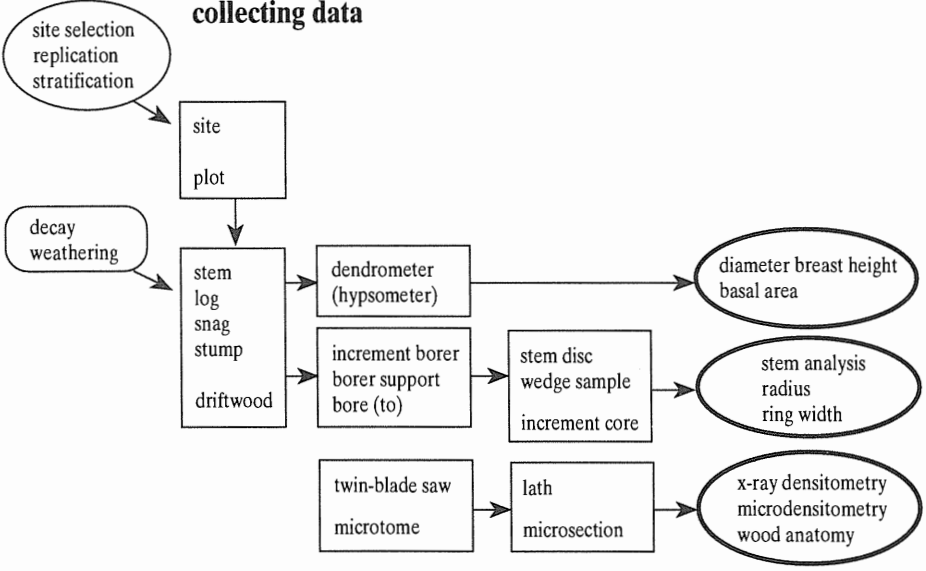 collecting data
site selection
replication
stratification
site
plot
decay
weathering
stem
log
snag
stump
driftwood
dendrometer
(hypsometer)
diameter breast height
basal area
increment borer
borer support
bore (to)
stem disc
wedge sample
increment core
stem analysis
radius
ring width
twin-blade saw
microtome
lath
microsection
x-ray densitometry
microdensitometry
wood anatomy